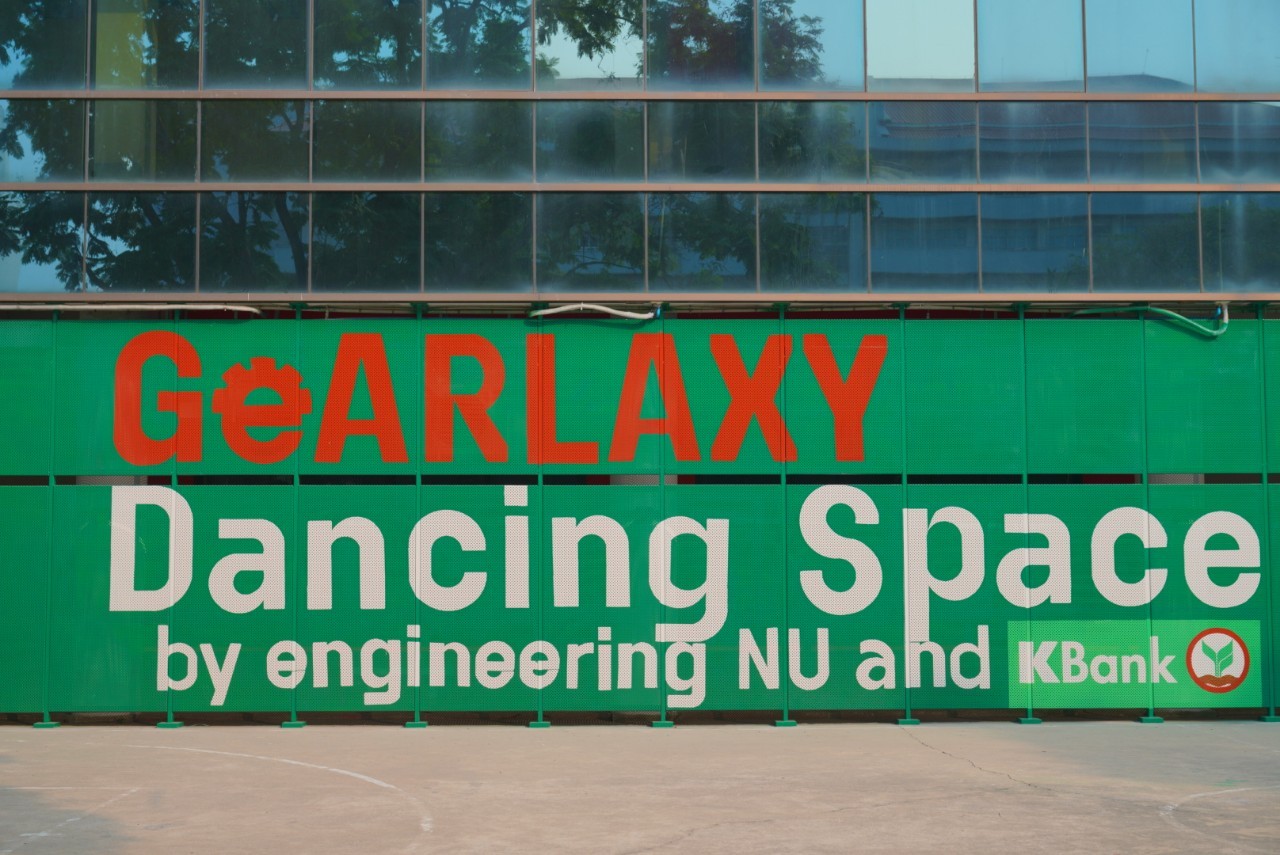 GeARLAXY
Dancing Space
by engineering NU and KBank